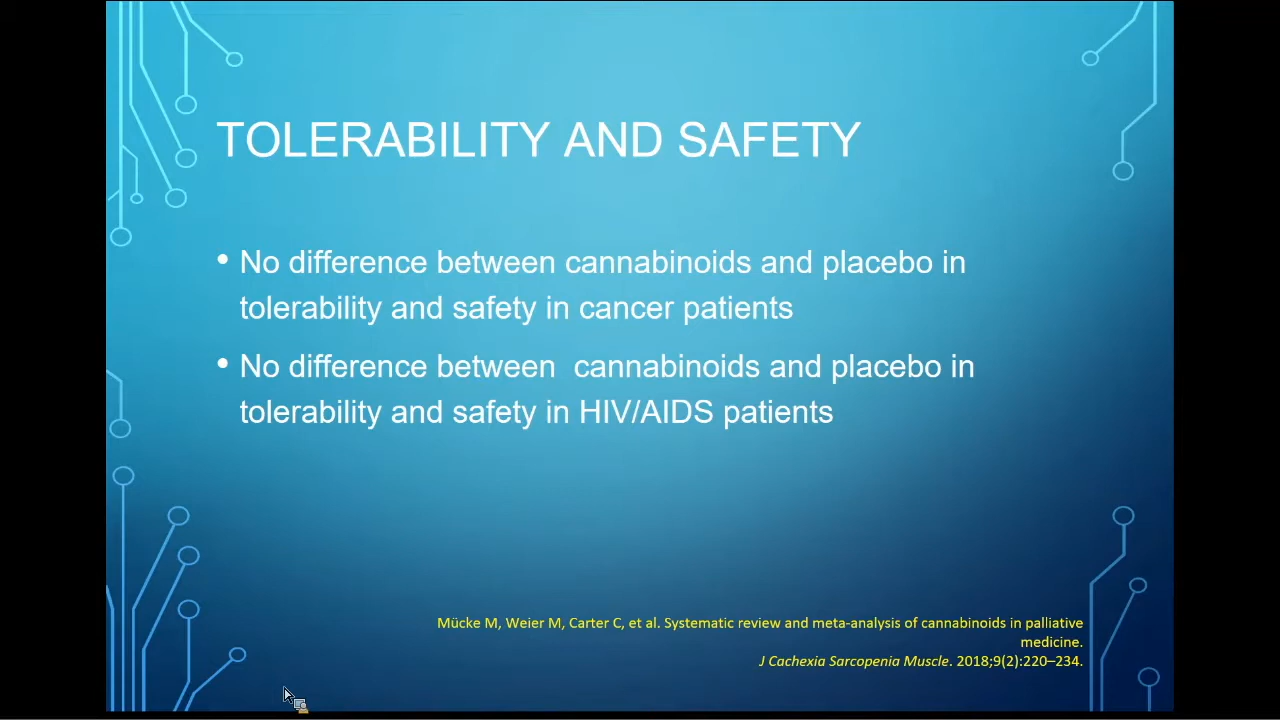 TOLERABILITY AND SAFETY
• No difference between cannabinoids and placebo in
tolerability and safety in cancer patients
• No difference between  cannabinoids and placebo in
tolerability and safety in HIV/AIDS patients
Mücke M, Weier M, Carter C, et al. Systematic review and meta-analysis of cannabinoids in palliative
medicine.
J Cachexia Sarcopenia Muscle. 2018;9(2):220–234.